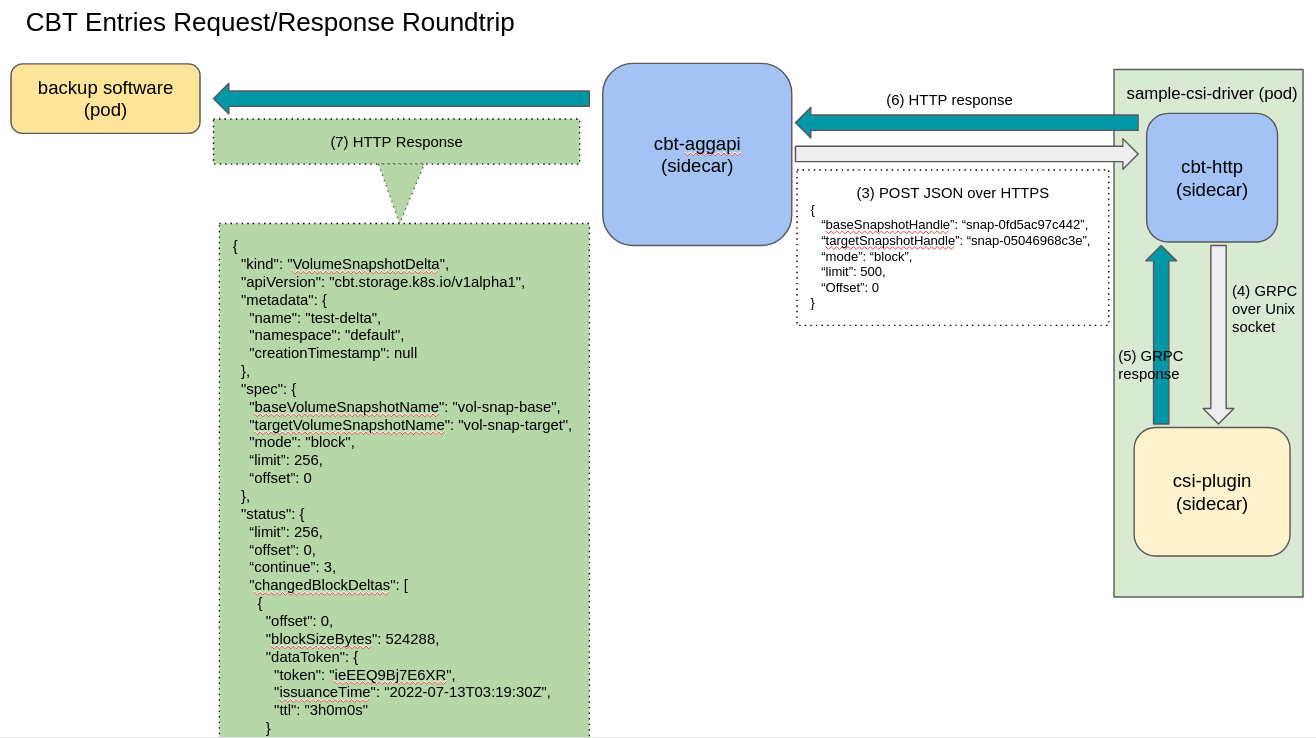 CBT Entries Request/Response Roundtrip
backup software
(pod)
(7) HTTP Response
{
"kind": "VolumeSnapshotDelta",
"apiVersion": "cbt.storage.k8s.io/v1alpha1",
"metadata": {
"name": "test-delta",
"namespace": "default",
"creationTimestamp": null
},
"spec": {
"baseVolumeSnapshotName": "vol-snap-base",
"targetVolumeSnapshotName": "vol-snap-target",
"mode": "block",
“limit”: 256,
“offset”: 0
},
"status": {
“limit”: 256,
“offset”: 0,
“continue”: 3,
"changedBlockDeltas": [
{
"offset": 0,
"blockSizeBytes": 524288,
"dataToken": {
"token": "ieEEQ9Bj7E6XR",
"issuanceTime": "2022-07-13T03:19:30Z",
"ttl": "3h0m0s"
}
cbt-aggapi
(sidecar)
(6) HTTP response
(3) POST JSON over HTTPS
{
“baseSnapshotHandle”: “snap-0fd5ac97c442”,
“targetSnapshotHandle”: “snap-05046968c3e”,
“mode”: “block”,
“limit”: 500,
“Offset”: 0
}
sample-csi-driver (pod)
cbt-http
(sidecar)
(4) GRPC
over Unix
socket
(5) GRPC
response
csi-plugin
(sidecar)